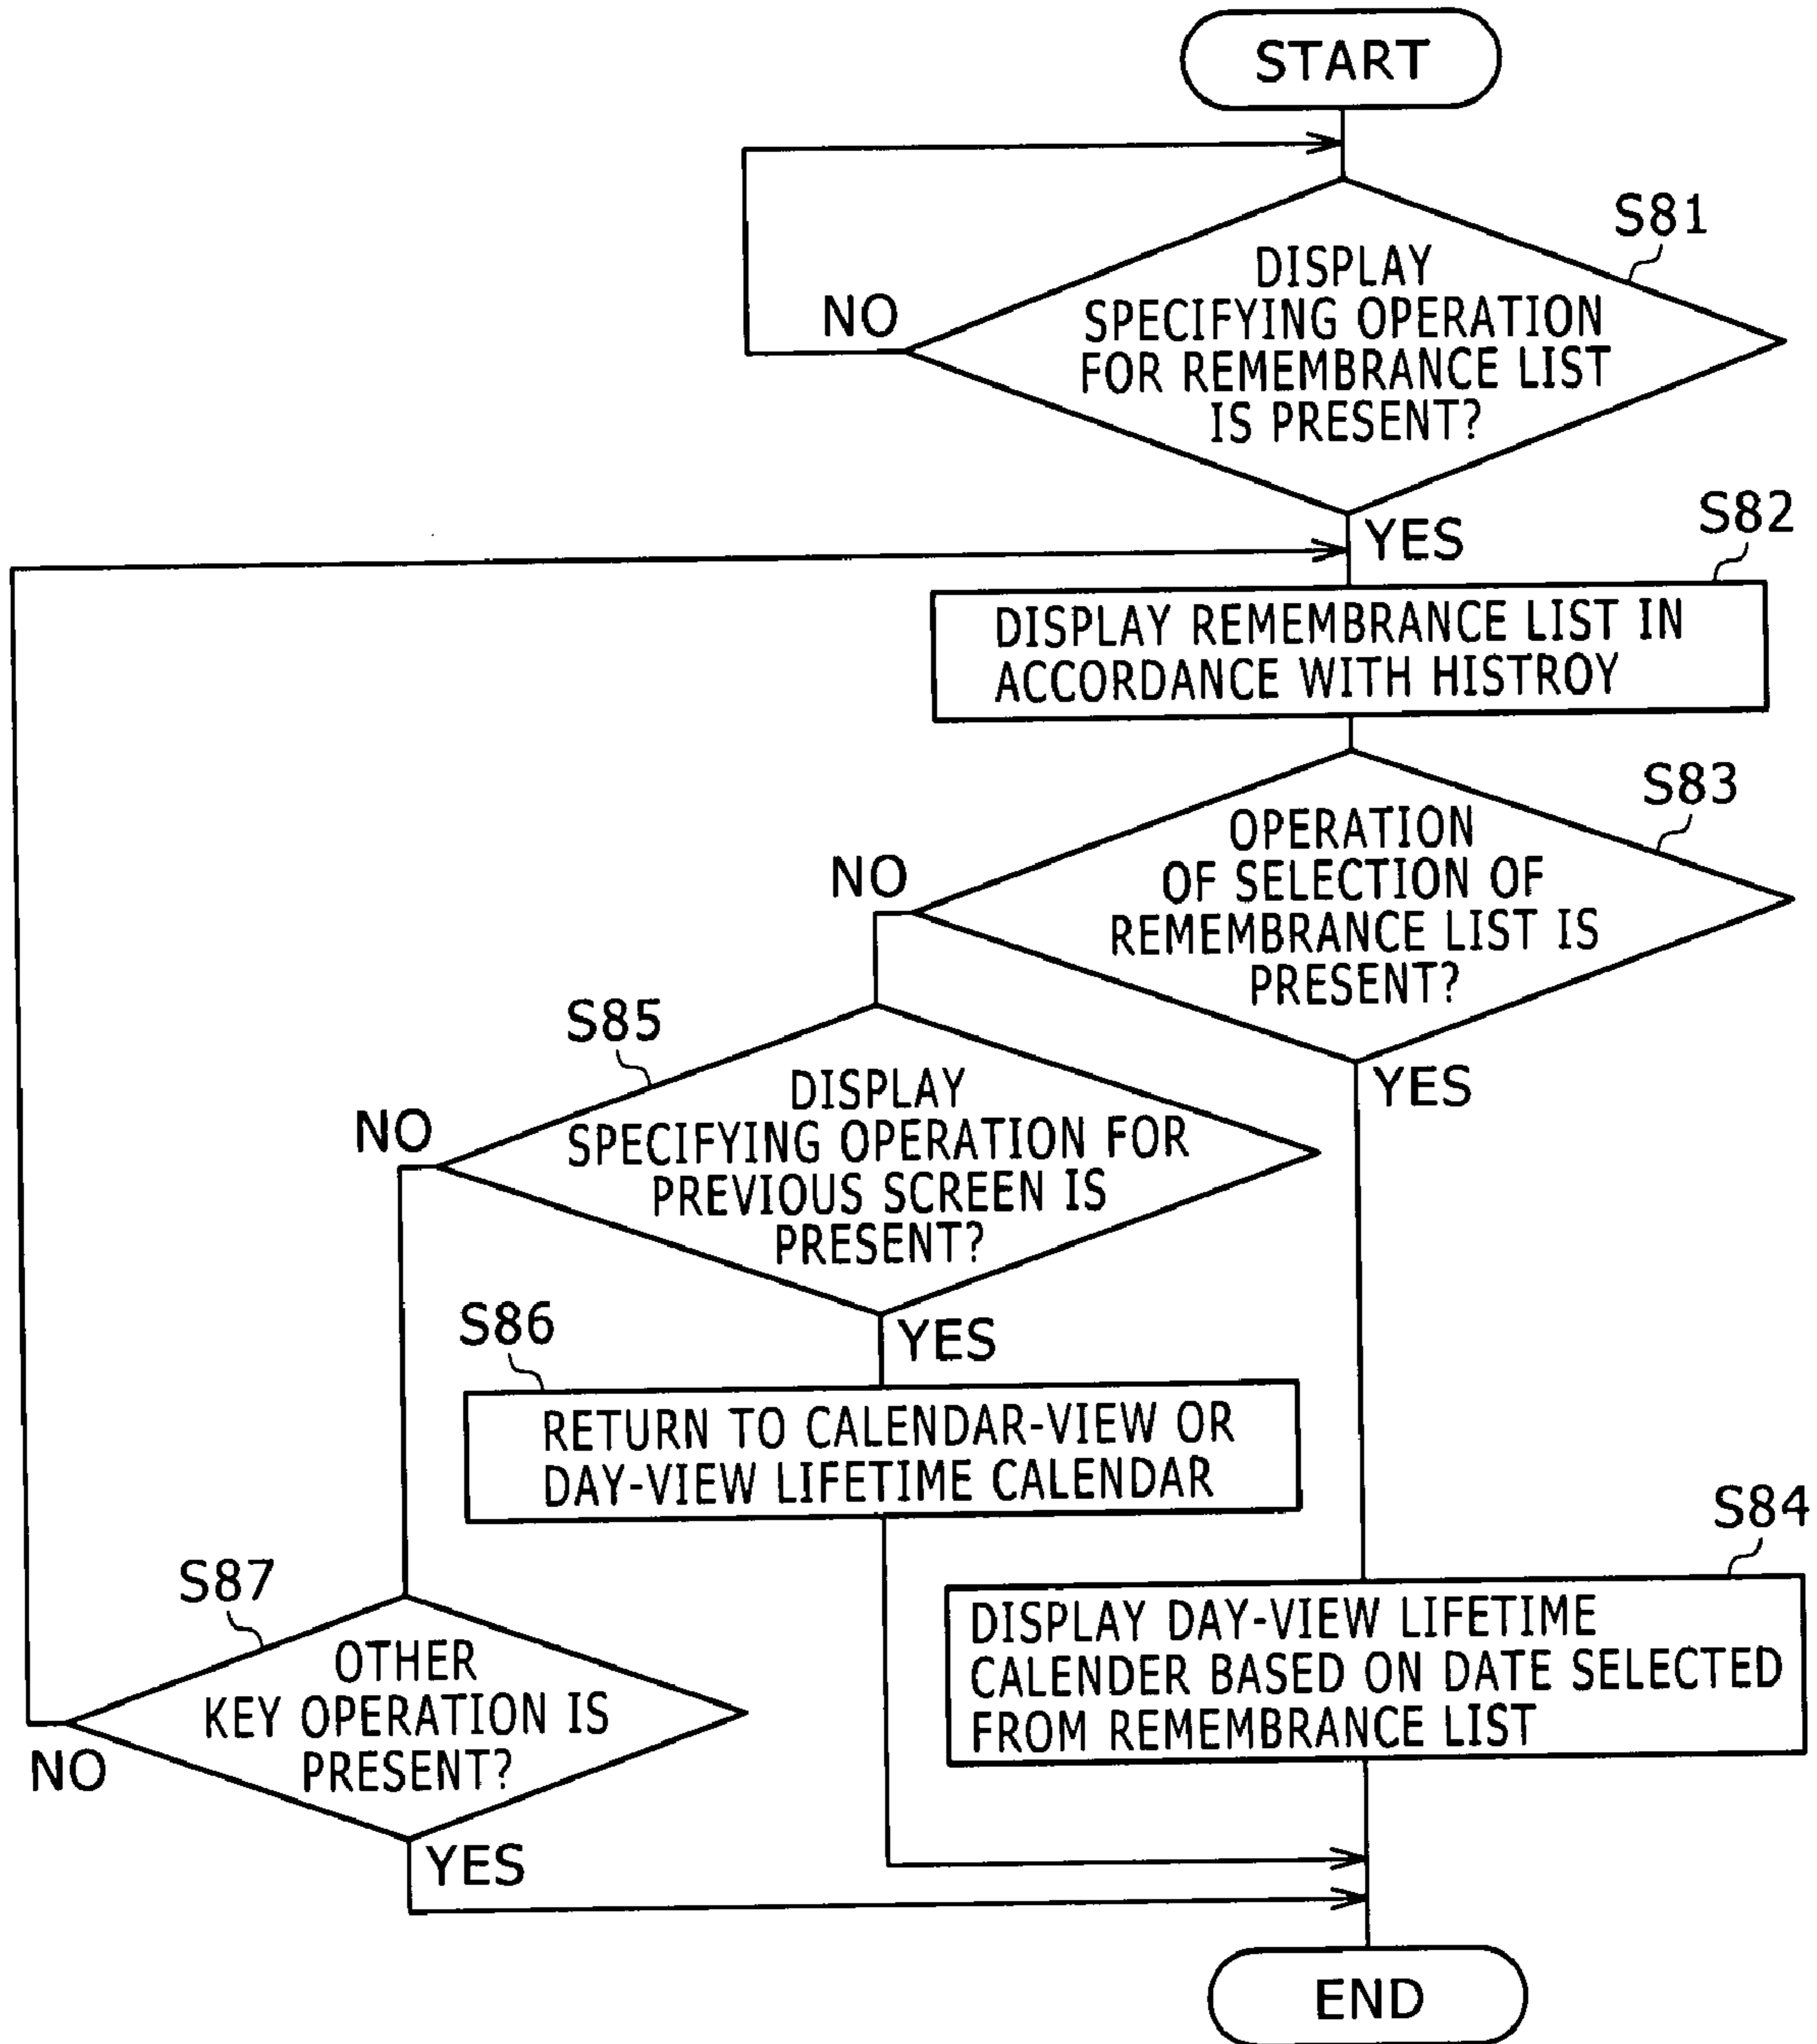 START
S81
DISPLAY
SPECIFYING OPERATION
FOR REMEMBRANCE LIST
IS PRESENT?
NO
YES
S82
DISPLAY REMEMBRANCE LIST IN
ACCORDANCE WITH HISTROY
S83
OPERATION
OF SELECTION OF
REMEMBRANCE LIST IS
PRESENT?
NO
YES
S85
DISPLAY
SPECIFYING OPERATION FOR
PREVIOUS SCREEN IS
PRESENT?
NO
YES
S86
RETURN TO CALENDAR-VIEW OR
DAY-VIEW LIFETIME CALENDAR
S84
DISPLAY DAY-VIEW LIFETIME
CALENDER BASED ON DATE SELECTED
FROM REMEMBRANCE LIST
S87
OTHER
KEY OPERATION IS
PRESENT?
NO
YES
END